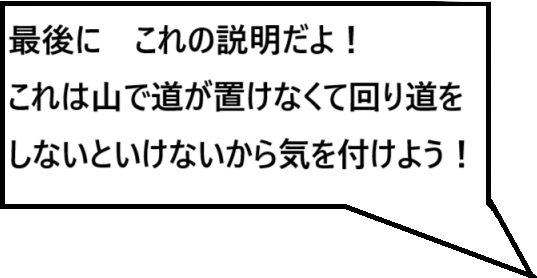 最後に　これの説明だよ！
これは山で道が置けなくて回り道を
しないといけないから気を付けよう！